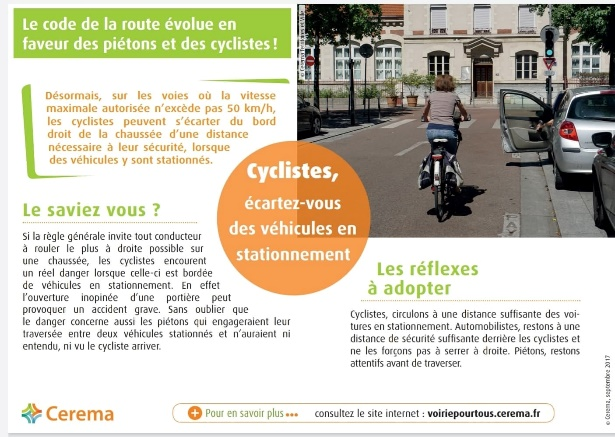 Le code de la route évolue en
faveur des piétons et des cyclistes !
Désormais, sur les voies où la vitesse
maximale autorisée n'excède pas 50 km/h,
les cyclistes peuvent s'écarter du bord
droit de la chaussée d'une distance
nécessaire à leur sécurité, lorsque
des véhicules y sont stationnés.
Cyclistes,
écartez-vous
des véhicules en
stationnement
Le saviez vous ?
Si la règle générale invite tout conducteur
à rouler le plus à droite possible sur
une chaussée, les cyclistes encourent
un réel danger lorsque celle-ci est bordée
de véhicules en stationnement. En effet
l'ouverture inopinée d'une portière peut
provoquer un accident grave. Sans oublier que
le danger concerne aussi les piétons qui engageraient leur
traversée entre deux véhicules stationnés et n'auraient ni
entendu, ni vu le cycliste arriver.
Les réflexes
à adopter
Cyclistes, circulons à une distance suffisante des voi-
tures en stationnement. Automobilistes, restons à une
distance de sécurité suffisante derrière les cyclistes et
ne les forçons pas à serrer à droite. Piétons, restons
attentifs avant de traverser.
Cerema
+ Pour en savoir plus ••• consultez le site internet : voiriepourtous.cerema.fr
© Cerema, septembre 2017